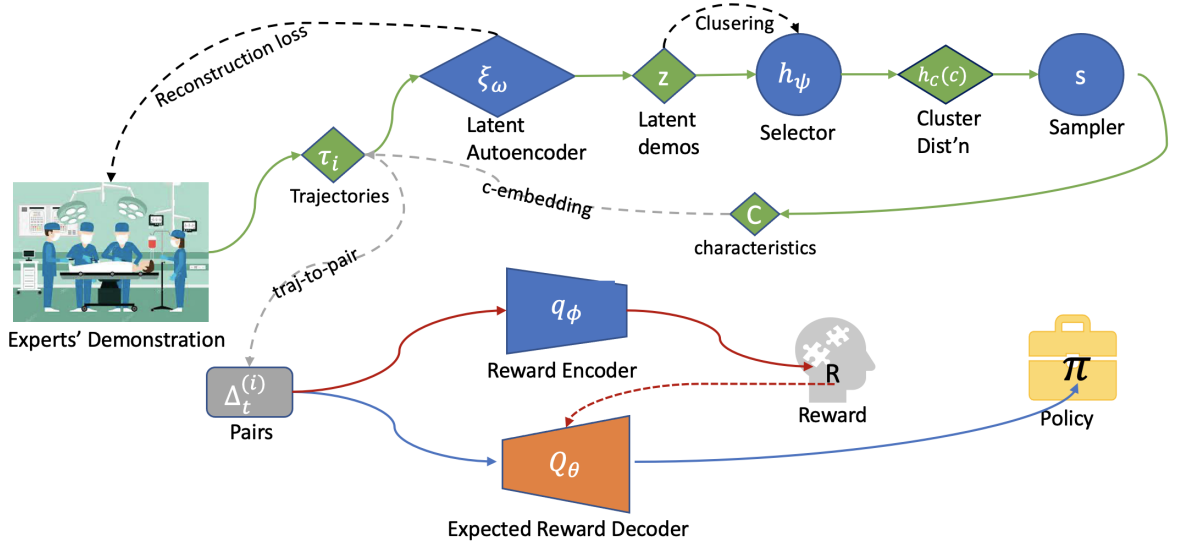 Reconstruction loss
Clusering
ξ_ω
z
h_ψ
h_C(c)
s
Latent
Autoencoder
Latent
demos
Selector
Cluster
Dist'n
Sampler
τ_i
Trajectories
c-embedding
C
characteristics
traj-to-pair
Experts' Demonstration
q_ϕ
Reward Encoder
R
Reward
π
Policy
Δ_t^(i)
Pairs
Q_θ
Expected Reward Decoder